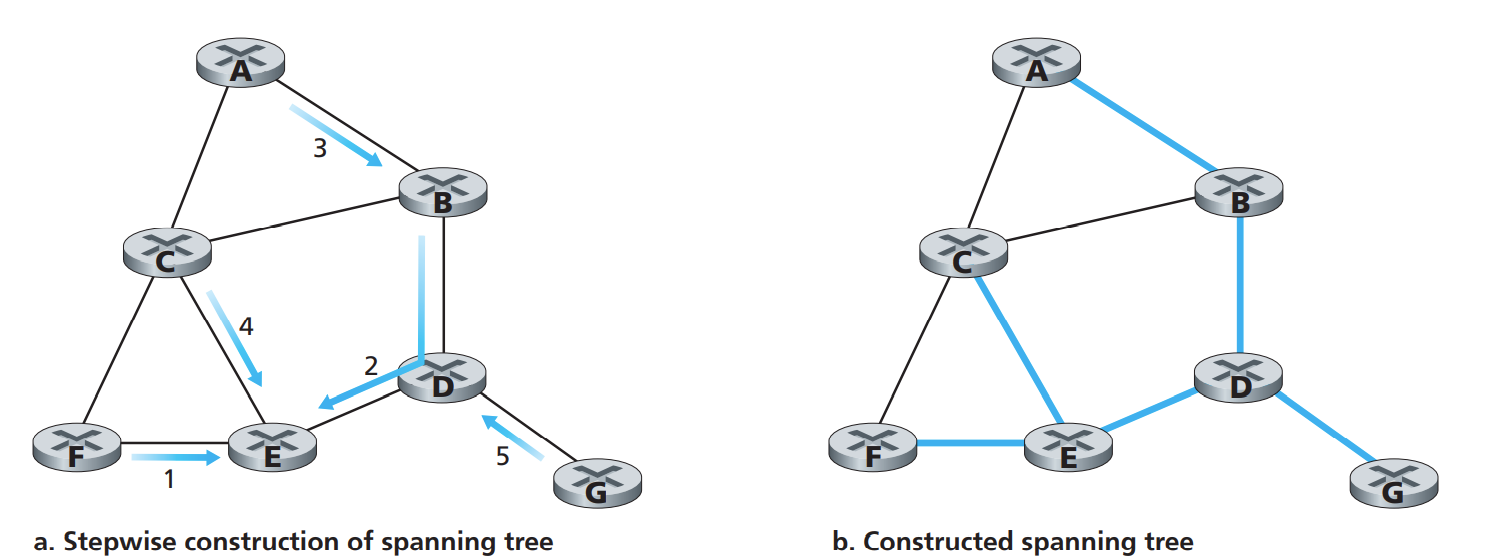 A
3
B
C
4
2
D
F
E
1
5
G
a. Stepwise construction of spanning tree
A
B
C
D
F
E
G
b. Constructed spanning tree